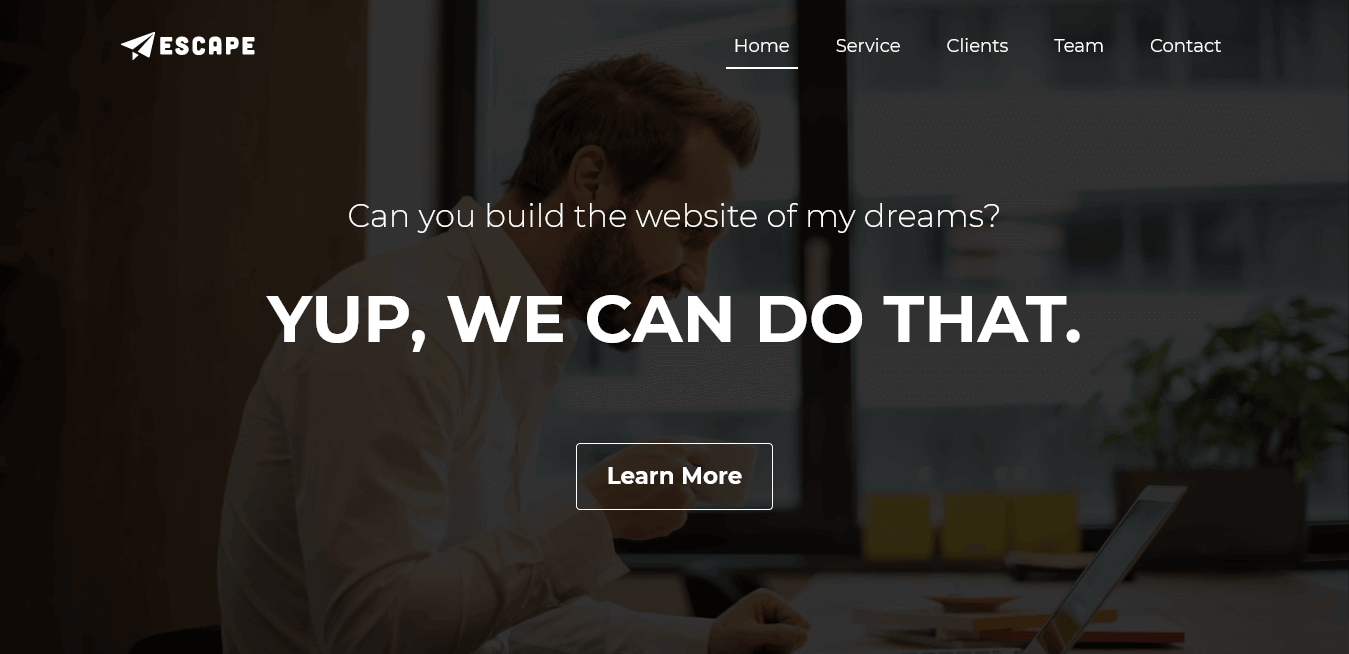 ESCAPE
Home Service Clients Team Contact
Can you build the website of my dreams?
YUP, WE CAN DO THAT.
Learn More